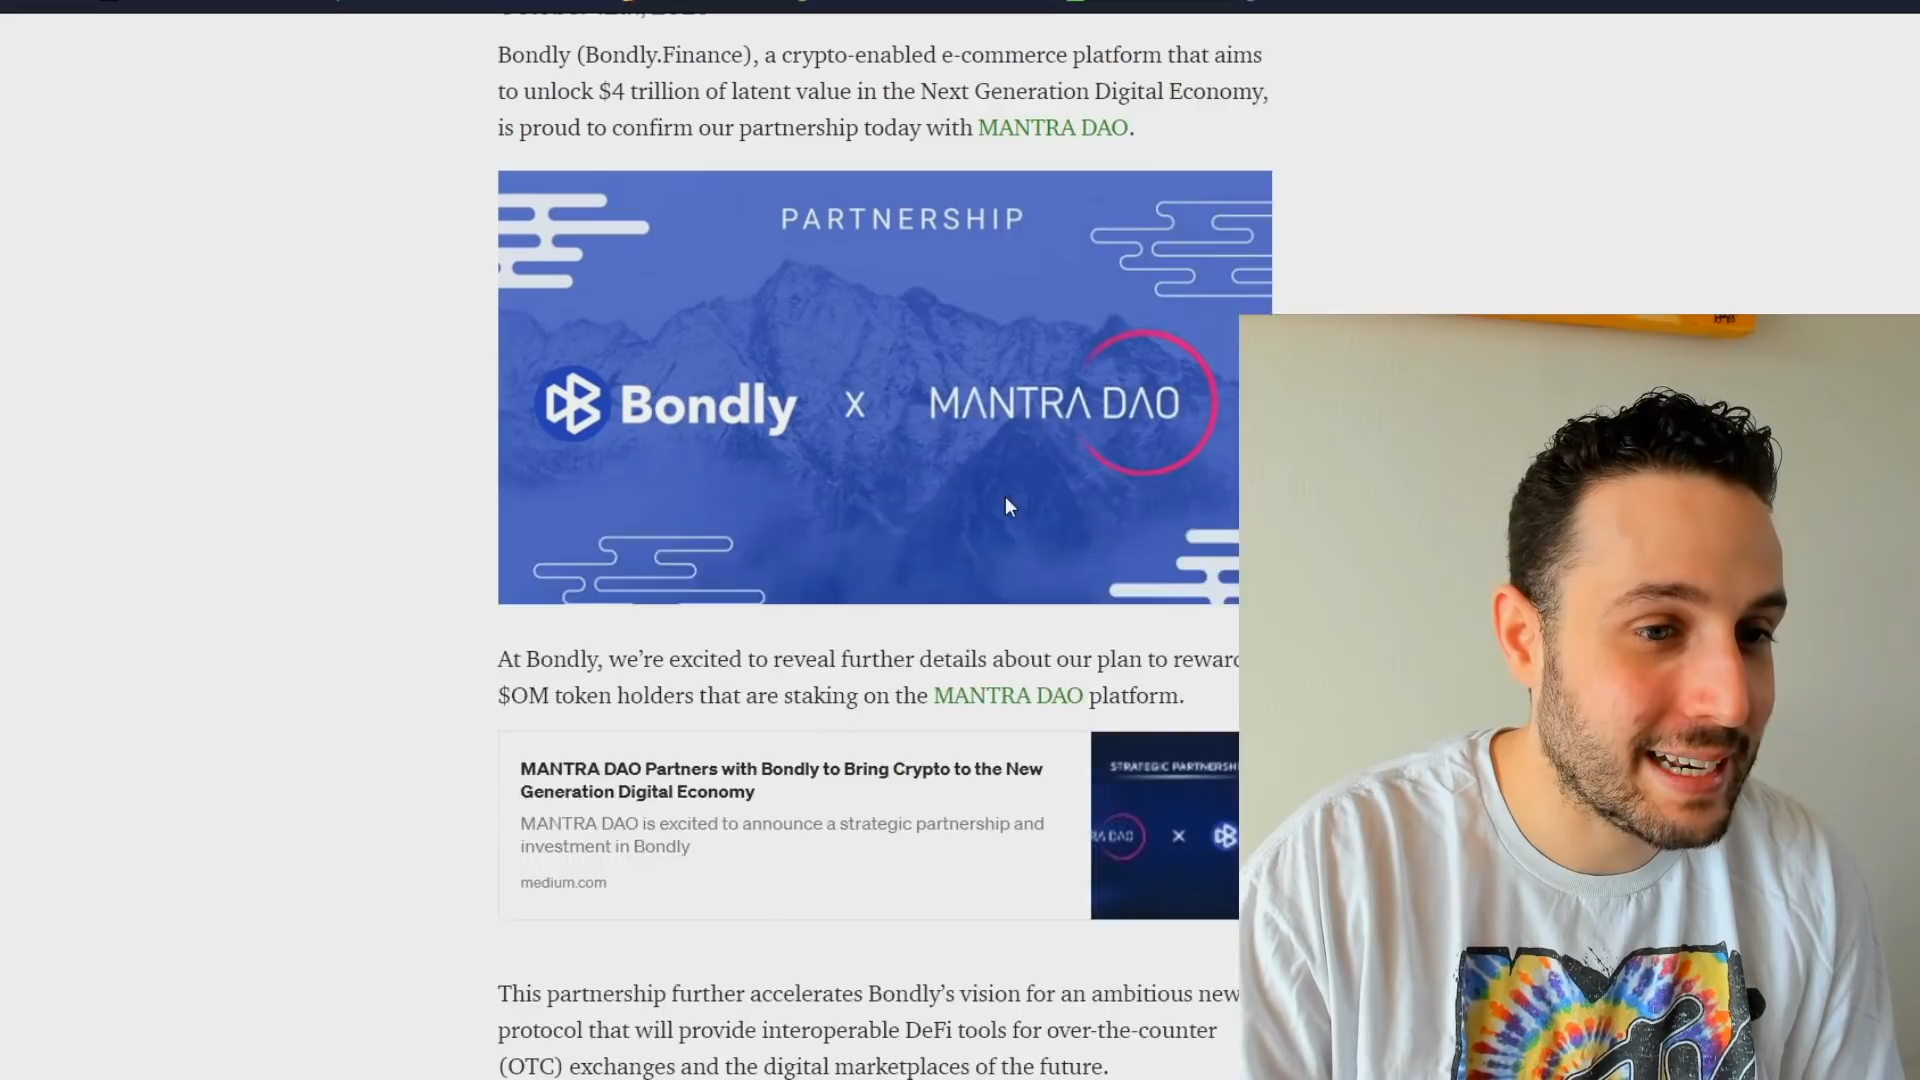 Bondly (Bondly.Finance), a crypto-enabled e-commerce platform that aims
to unlock $4 trillion of latent value in the Next Generation Digital Economy,
is proud to confirm our partnership today with MANTRA DAO.
PARTNERSHIP
Bondly x MANTRA DAO
At Bondly, we’re excited to reveal further details about our plan to reward
$OM token holders that are staking on the MANTRA DAO platform.
MANTRA DAO Partners with Bondly to Bring Crypto to the New
Generation Digital Economy
MANTRA DAO is excited to announce a strategic partnership and
investment in Bondly
medium.com
STRATEGIC PARTNERSH
RA DAO X
This partnership further accelerates Bondly’s vision for an ambitious new
protocol that will provide interoperable DeFi tools for over-the-counter
(OTC) exchanges and the digital marketplaces of the future.